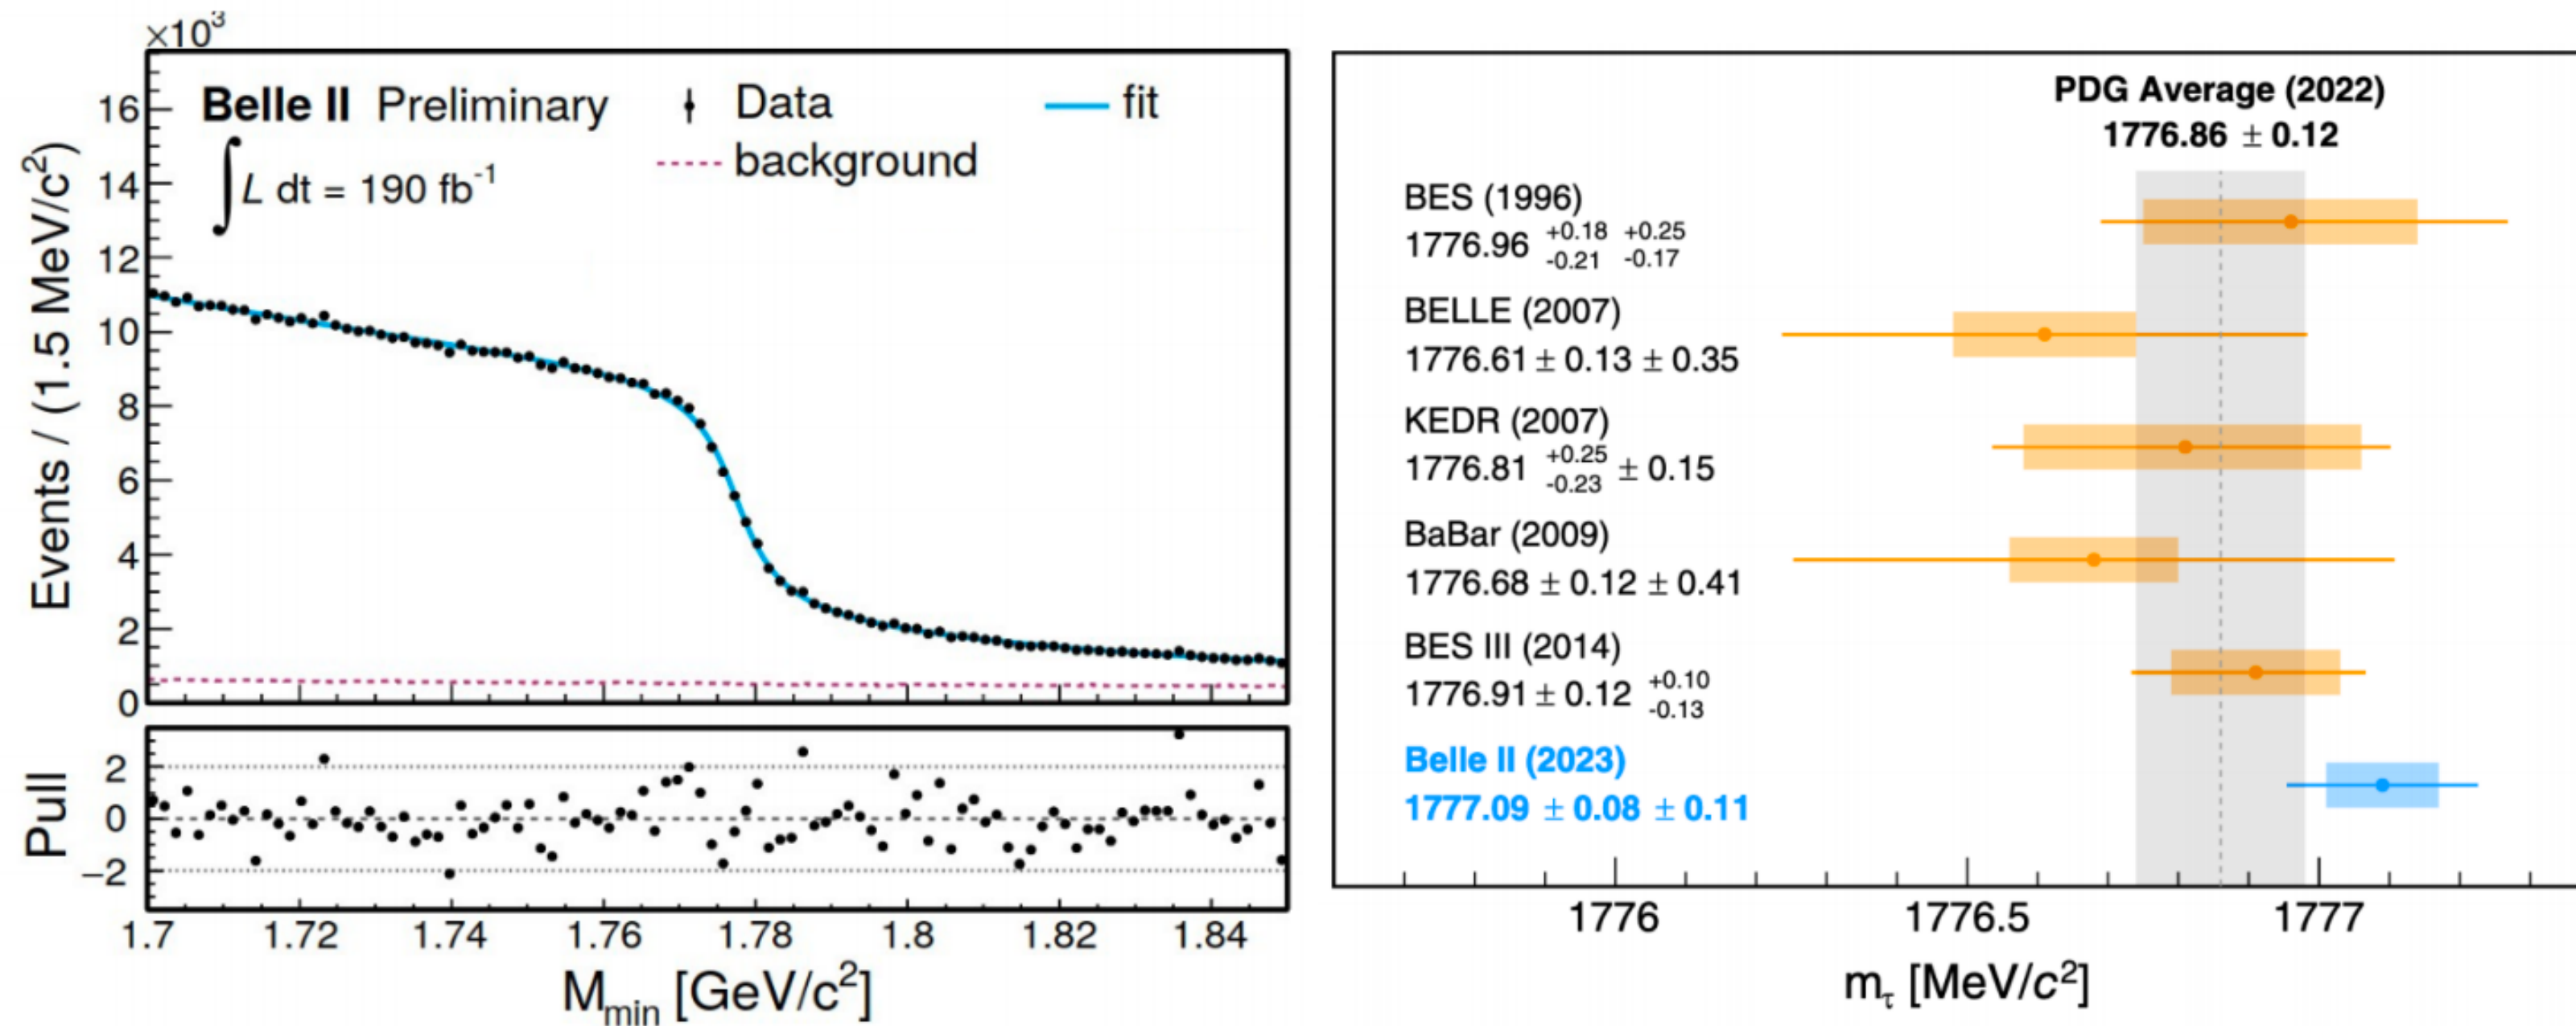 ×10³
Events / (1.5 MeV/c²)
16
14
12
10
8
6
4
2
0
Belle II Preliminary
∫ L dt = 190 fb⁻¹
Data
fit
background
Pull
2
0
−2
1.7 1.72 1.74 1.76 1.78 1.8 1.82 1.84
M_min [GeV/c²]
PDG Average (2022)
1776.86 ± 0.12
BES (1996)
1776.96 +0.18 -0.21 +0.25 -0.17
BELLE (2007)
1776.61 ± 0.13 ± 0.35
KEDR (2007)
1776.81 +0.25 -0.23 ± 0.15
BaBar (2009)
1776.68 ± 0.12 ± 0.41
BES III (2014)
1776.91 ± 0.12 +0.10 -0.13
Belle II (2023)
1777.09 ± 0.08 ± 0.11
1776 1776.5 1777
m_τ [MeV/c²]